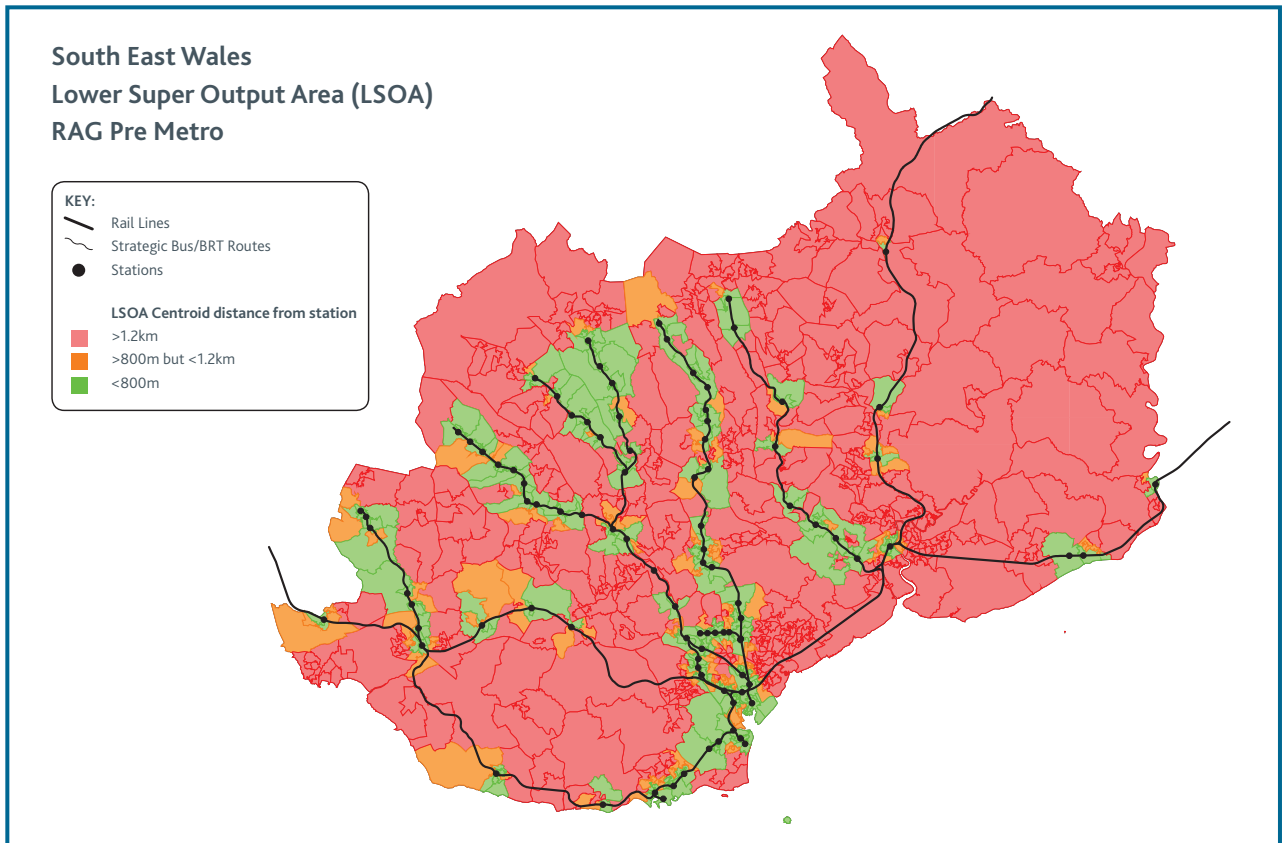 South East Wales
Lower Super Output Area (LSOA)
RAG Pre Metro
KEY:
Rail Lines
Strategic Bus/BRT Routes
Stations
LSOA Centroid distance from station
>1.2km
>800m but <1.2km
<800m